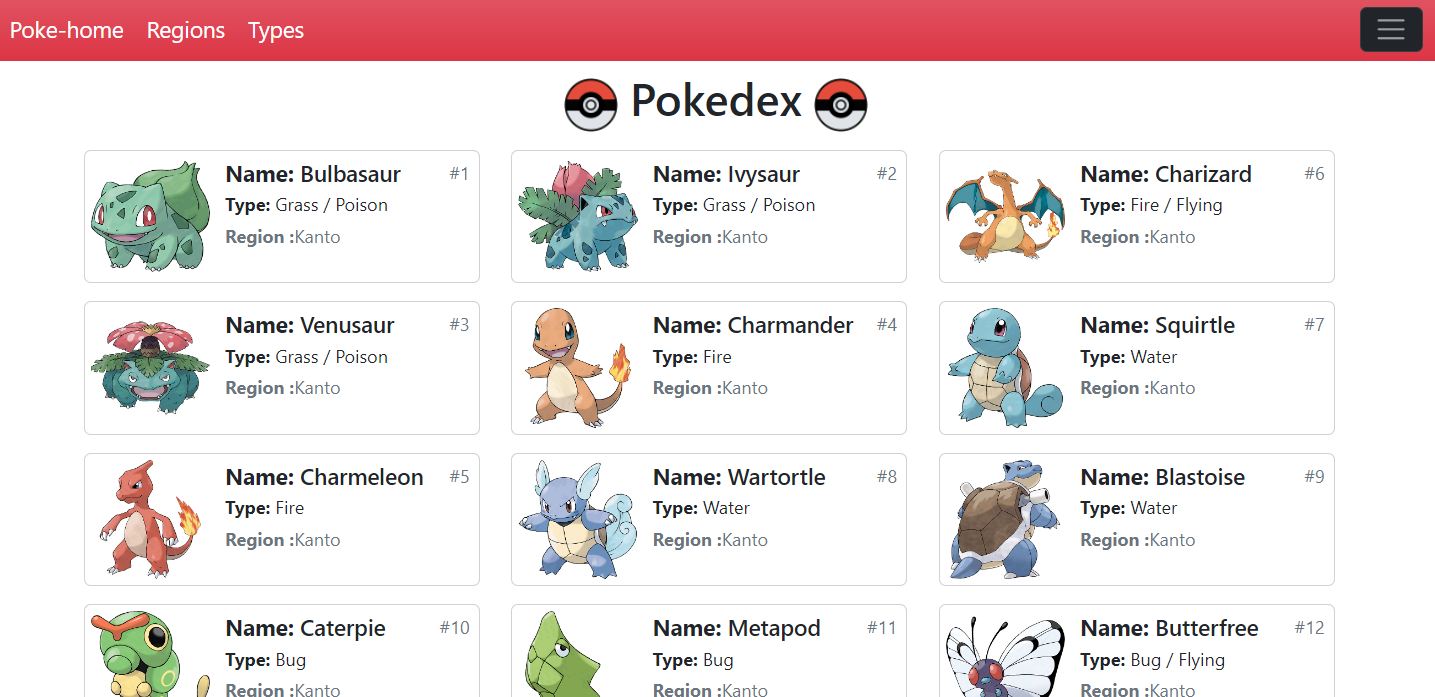 Poke-home Regions Types
Pokedex
Name: Bulbasaur #1
Type: Grass / Poison
Region :Kanto
Name: Ivysaur #2
Type: Grass / Poison
Region :Kanto
Name: Charizard #6
Type: Fire / Flying
Region :Kanto
Name: Venusaur #3
Type: Grass / Poison
Region :Kanto
Name: Charmander #4
Type: Fire
Region :Kanto
Name: Squirtle #7
Type: Water
Region :Kanto
Name: Charmeleon #5
Type: Fire
Region :Kanto
Name: Wartortle #8
Type: Water
Region :Kanto
Name: Blastoise #9
Type: Water
Region :Kanto
Name: Caterpie #10
Type: Bug
Region :Kanto
Name: Metapod #11
Type: Bug
Region :Kanto
Name: Butterfree #12
Type: Bug / Flying
Region :Kanto